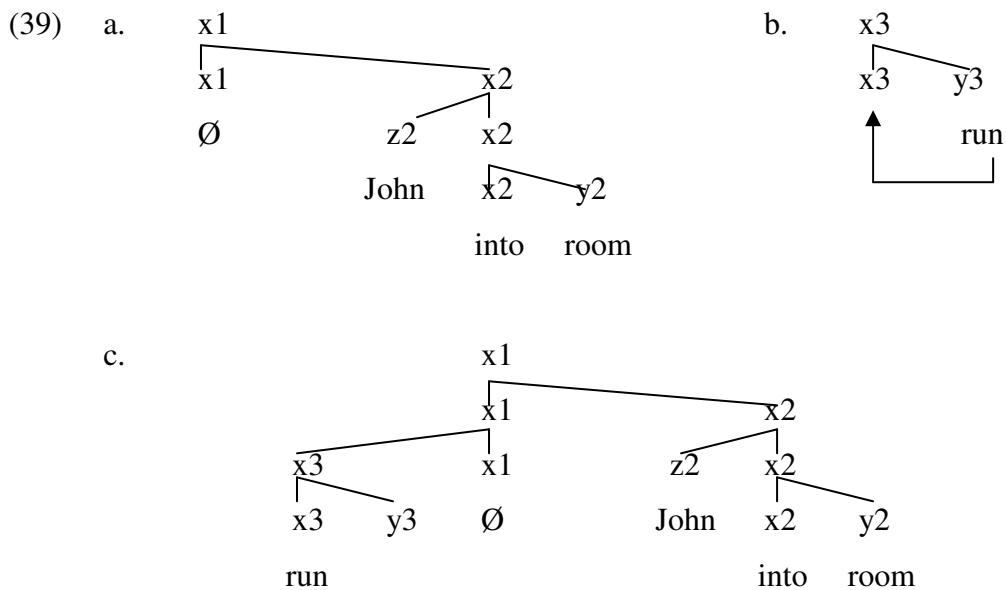 (39) a. x1 b. x3
x1 x2 x3 y3
Ø z2 x2 run
John x2 y2
into room
c. x1
x1 x2
x3 x1 z2 x2
x3 y3 Ø John x2 y2
run into room